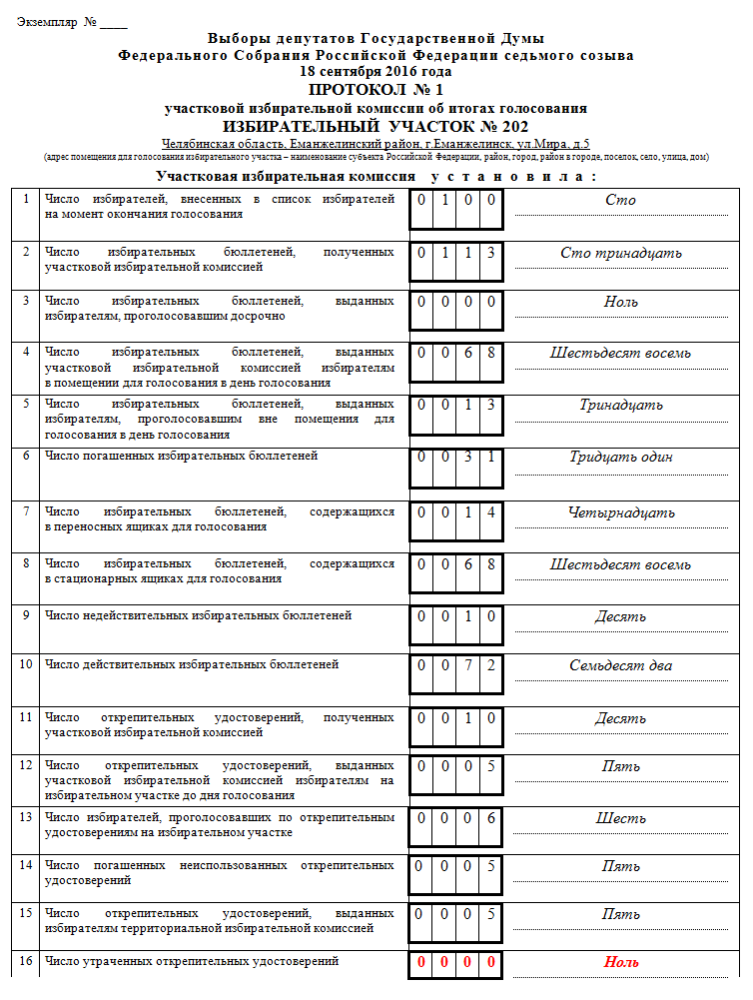 Экземпляр № ____
Выборы депутатов Государственной Думы
Федерального Собрания Российской Федерации седьмого созыва
18 сентября 2016 года
ПРОТОКОЛ № 1
участковой избирательной комиссии об итогах голосования
ИЗБИРАТЕЛЬНЫЙ УЧАСТОК № 202
Челябинская область, Еманжелинский район, г.Еманжелинск, ул.Мира, д.5
(адрес помещения для голосования избирательного участка – наименование субъекта Российской Федерации, район, город, район в городе, поселок, село, улица, дом)
Участковая избирательная комиссия у с т а н о в и л а :
1 Число избирателей, внесенных в список избирателей 0 1 0 0 Сто
на момент окончания голосования
2 Число избирательных бюллетеней, полученных 0 1 1 3 Сто тринадцать
участковой избирательной комиссией
3 Число избирательных бюллетеней, выданных 0 0 0 0 Ноль
избирателям, проголосовавшим досрочно
4 Число избирательных бюллетеней, выданных 0 0 6 8 Шестьдесят восемь
участковой избирательной комиссией избирателям
в помещении для голосования в день голосования
5 Число избирательных бюллетеней, выданных 0 0 1 3 Тринадцать
избирателям, проголосовавшим вне помещения для
голосования в день голосования
6 Число погашенных избирательных бюллетеней 0 0 3 1 Тридцать один
7 Число избирательных бюллетеней, содержащихся 0 0 1 4 Четырнадцать
в переносных ящиках для голосования
8 Число избирательных бюллетеней, содержащихся 0 0 6 8 Шестьдесят восемь
в стационарных ящиках для голосования
9 Число недействительных избирательных бюллетеней 0 0 1 0 Десять
10 Число действительных избирательных бюллетеней 0 0 7 2 Семьдесят два
11 Число открепительных удостоверений, полученных 0 0 1 0 Десять
участковой избирательной комиссией
12 Число открепительных удостоверений, выданных 0 0 0 5 Пять
участковой избирательной комиссией избирателям на
избирательном участке до дня голосования
13 Число избирателей, проголосовавших по открепительным 0 0 0 6 Шесть
удостоверениям на избирательном участке
14 Число погашенных неиспользованных открепительных 0 0 0 5 Пять
удостоверений
15 Число открепительных удостоверений, выданных 0 0 0 5 Пять
избирателям территориальной избирательной комиссией
16 Число утраченных открепительных удостоверений 0 0 0 0 Ноль